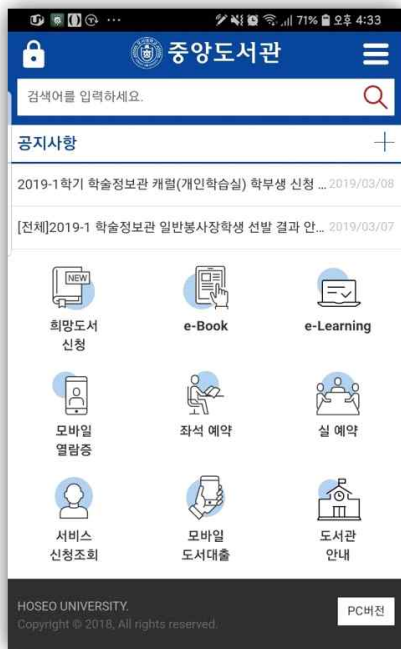 71% 오후 4:33
중앙도서관
검색어를 입력하세요.
공지사항
2019-1학기 학술정보관 캐럴(개인학습실) 학부생 신청 ... 2019/03/08
[전체]2019-1 학술정보관 일반봉사장학생 선발 결과 안... 2019/03/07
NEW
희망도서
신청
e-Book
e-Learning
모바일
열람증
좌석 예약
실 예약
서비스
신청조회
모바일
도서대출
도서관
안내
HOSEO UNIVERSITY.
Copyright © 2018, All rights reserved.
PC버전